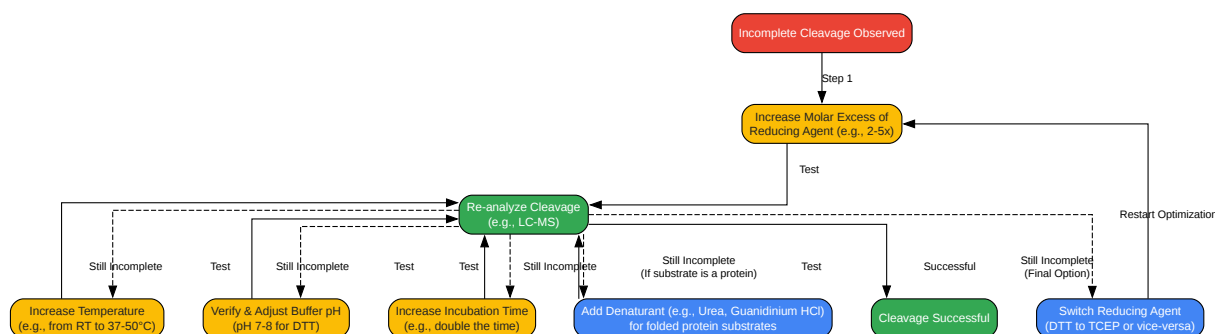 Incomplete Cleavage Observed
Step 1
Increase Molar Excess of
Reducing Agent (e.g., 2-5x)
Test
Re-analyze Cleavage
(e.g., LC-MS)
Restart Optimization
Still Incomplete
Test
Still Incomplete
Test
Test
Still Incomplete
Still Incomplete
(If substrate is a protein)
Test
Successful
Still Incomplete
(Final Option)
Increase Temperature
(e.g., from RT to 37-50°C)
Verify & Adjust Buffer pH
(pH 7-8 for DTT)
Increase Incubation Time
(e.g., double the time)
Add Denaturant (e.g., Urea, Guanidinium HCl)
for folded protein substrates
Cleavage Successful
Switch Reducing Agent
(DTT to TCEP or vice-versa)